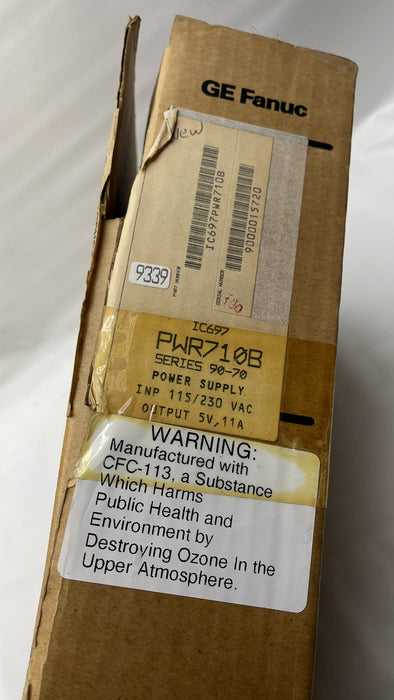 GE Fanuc
New
IC697PWR710B
9000015720
9339
PART NUMBER
SERIAL NUMBER
IC697
PWR710B
SERIES 90-70
POWER SUPPLY
INP 115/230 VAC
OUTPUT 5V,11A
WARNING:
Manufactured with
CFC-113, a Substance
Which Harms
Public Health and
Environment by
Destroying Ozone In the
Upper Atmosphere.